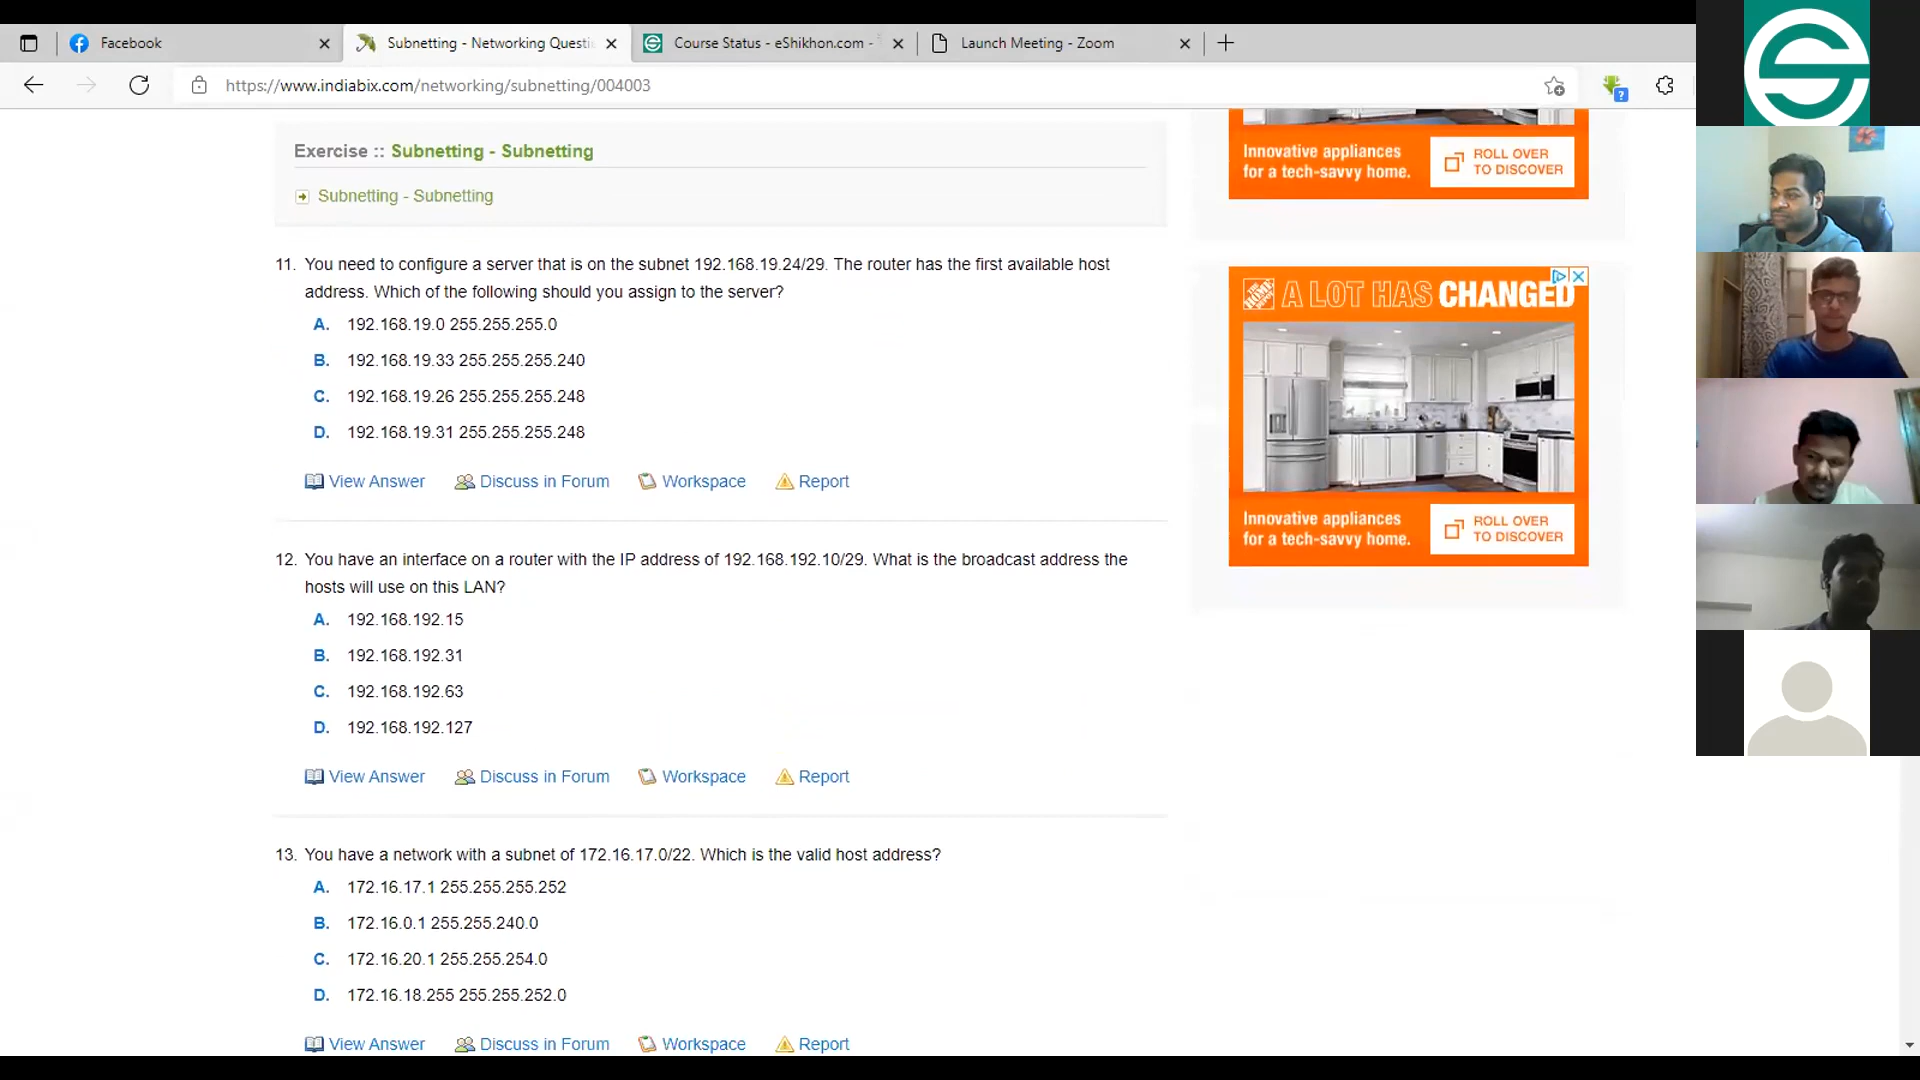 Facebook
Subnetting - Networking Questi
Course Status - eShikhon.com -
Launch Meeting - Zoom
https://www.indiabix.com/networking/subnetting/004003
Exercise :: Subnetting - Subnetting
Subnetting - Subnetting
11. You need to configure a server that is on the subnet 192.168.19.24/29. The router has the first available host
address. Which of the following should you assign to the server?
A. 192.168.19.0 255.255.255.0
B. 192.168.19.33 255.255.255.240
C. 192.168.19.26 255.255.255.248
D. 192.168.19.31 255.255.255.248
View Answer Discuss in Forum Workspace Report
12. You have an interface on a router with the IP address of 192.168.192.10/29. What is the broadcast address the
hosts will use on this LAN?
A. 192.168.192.15
B. 192.168.192.31
C. 192.168.192.63
D. 192.168.192.127
View Answer Discuss in Forum Workspace Report
13. You have a network with a subnet of 172.16.17.0/22. Which is the valid host address?
A. 172.16.17.1 255.255.255.252
B. 172.16.0.1 255.255.240.0
C. 172.16.20.1 255.255.254.0
D. 172.16.18.255 255.255.252.0
View Answer Discuss in Forum Workspace Report
Innovative appliances
for a tech-savvy home.
ROLL OVER
TO DISCOVER
THE HOME DEPOT
A LOT HAS CHANGED
Innovative appliances
for a tech-savvy home.
ROLL OVER
TO DISCOVER